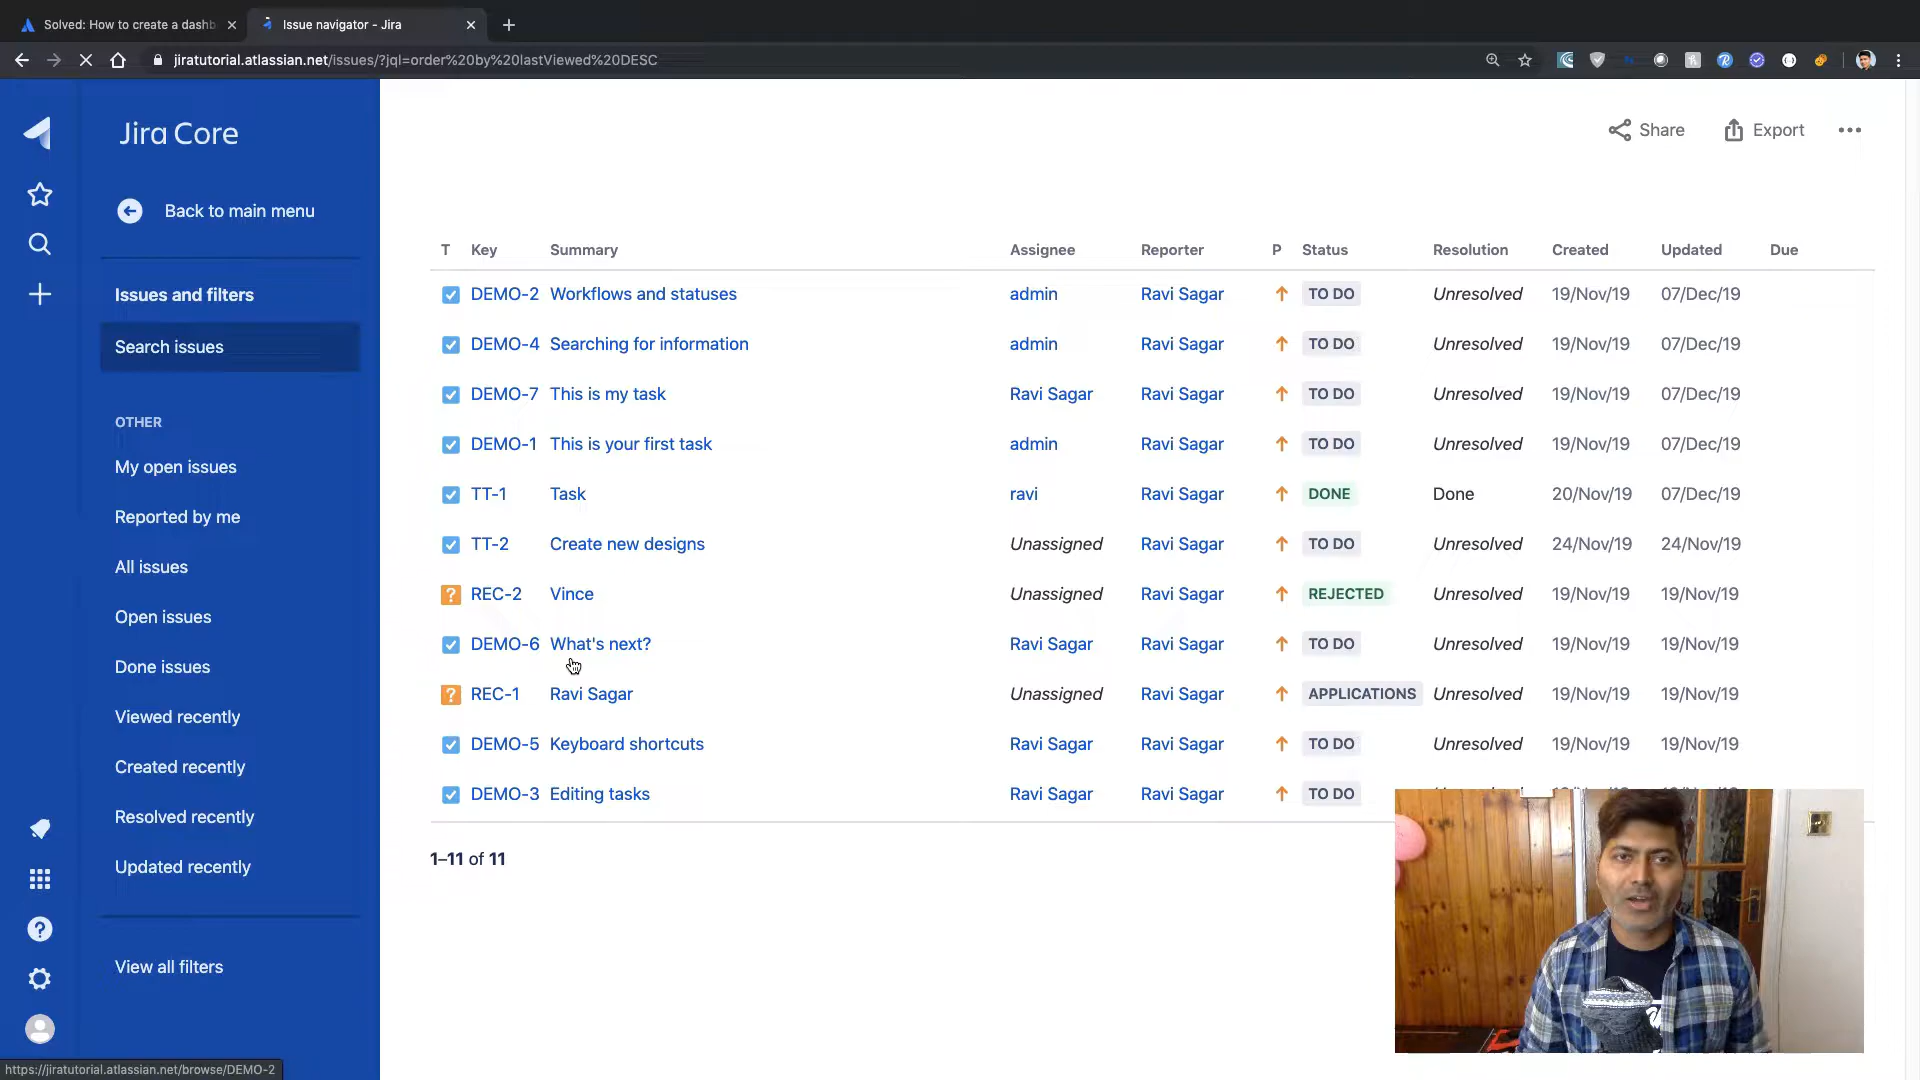 Solved: How to create a dashb
Issue navigator - Jira
jiratutorial.atlassian.net/issues/?jql=order%20by%20lastViewed%20DESC
Jira Core
Back to main menu
Issues and filters
Search issues
OTHER
My open issues
Reported by me
All issues
Open issues
Done issues
Viewed recently
Created recently
Resolved recently
Updated recently
View all filters
Share Export
T Key Summary Assignee Reporter P Status Resolution Created Updated Due
DEMO-2 Workflows and statuses admin Ravi Sagar TO DO Unresolved 19/Nov/19 07/Dec/19
DEMO-4 Searching for information admin Ravi Sagar TO DO Unresolved 19/Nov/19 07/Dec/19
DEMO-7 This is my task Ravi Sagar Ravi Sagar TO DO Unresolved 19/Nov/19 07/Dec/19
DEMO-1 This is your first task admin Ravi Sagar TO DO Unresolved 19/Nov/19 07/Dec/19
TT-1 Task ravi Ravi Sagar DONE Done 20/Nov/19 07/Dec/19
TT-2 Create new designs Unassigned Ravi Sagar TO DO Unresolved 24/Nov/19 24/Nov/19
REC-2 Vince Unassigned Ravi Sagar REJECTED Unresolved 19/Nov/19 19/Nov/19
DEMO-6 What's next? Ravi Sagar Ravi Sagar TO DO Unresolved 19/Nov/19 19/Nov/19
REC-1 Ravi Sagar Unassigned Ravi Sagar APPLICATIONS Unresolved 19/Nov/19 19/Nov/19
DEMO-5 Keyboard shortcuts Ravi Sagar Ravi Sagar TO DO Unresolved 19/Nov/19 19/Nov/19
DEMO-3 Editing tasks Ravi Sagar Ravi Sagar TO DO
1–11 of 11
https://jiratutorial.atlassian.net/browse/DEMO-2